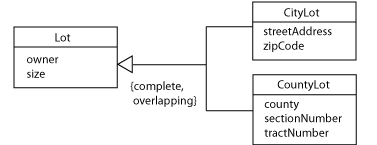 Lot
owner
size
{complete,
overlapping}
CityLot
streetAddress
zipCode
CountyLot
county
sectionNumber
tractNumber